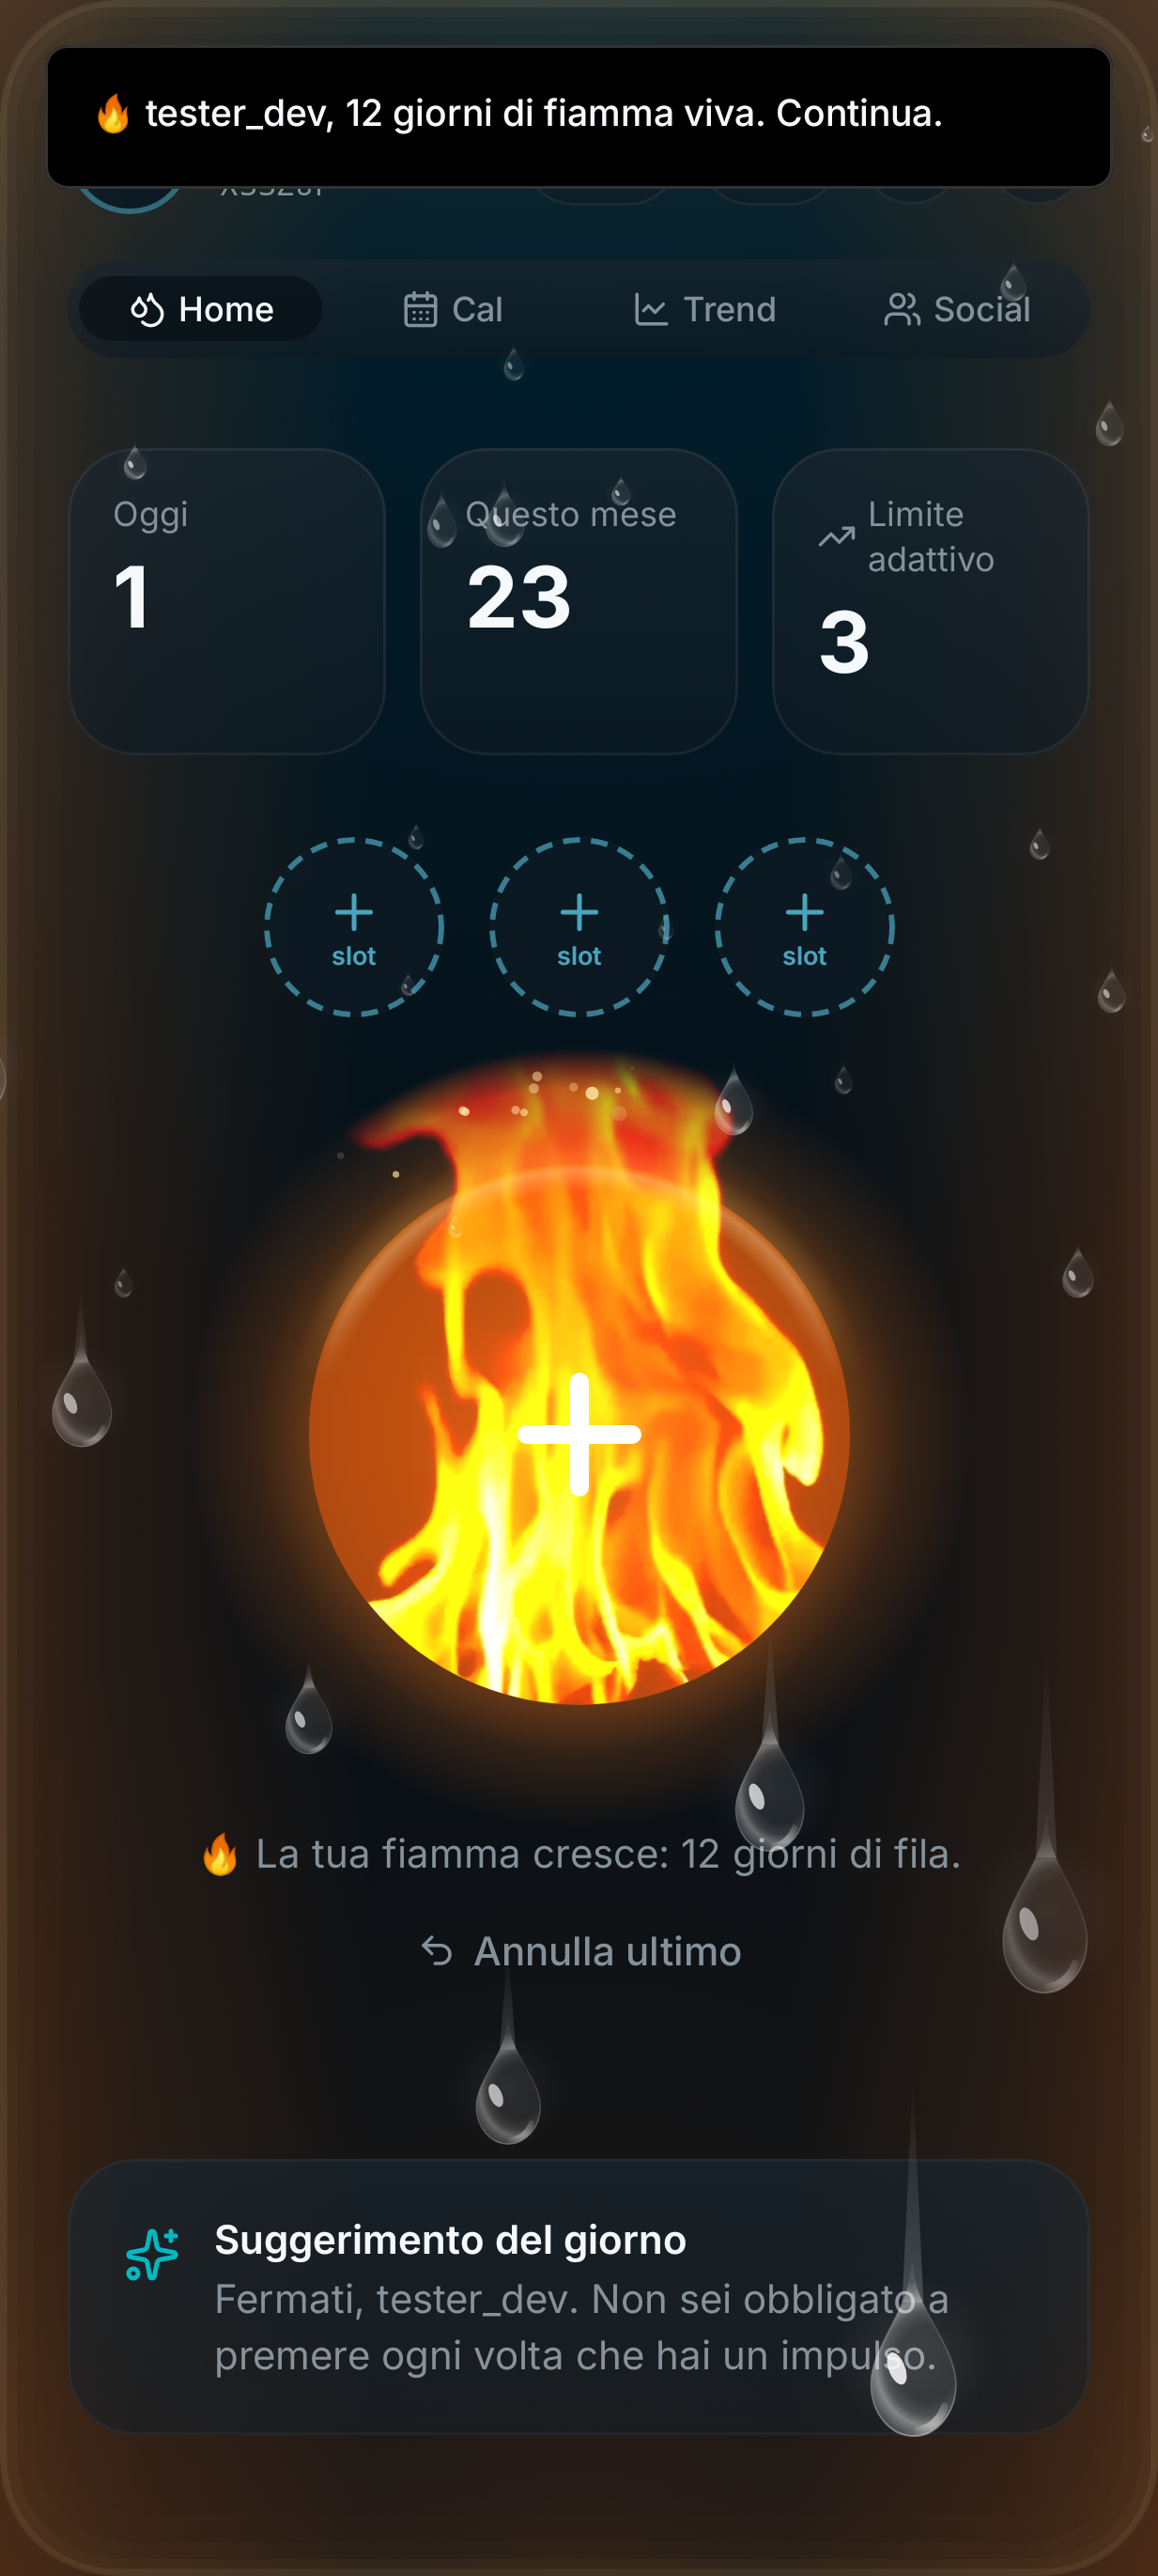 🔥 tester_dev, 12 giorni di fiamma viva. Continua.
Home
Cal
Trend
Social
Oggi
1
Questo mese
23
Limite
adattivo
3
slot
slot
slot
🔥 La tua fiamma cresce: 12 giorni di fila.
Annulla ultimo
Suggerimento del giorno
Fermati, tester_dev. Non sei obbligato a
premere ogni volta che hai un impulso.